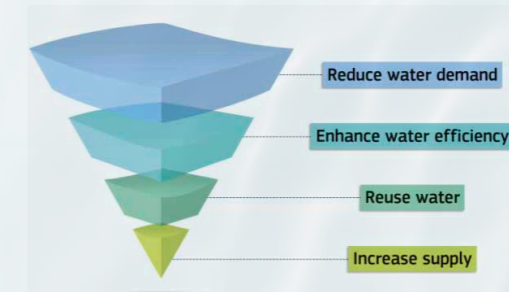 Reduce water demand
Enhance water efficiency
Reuse water
Increase supply